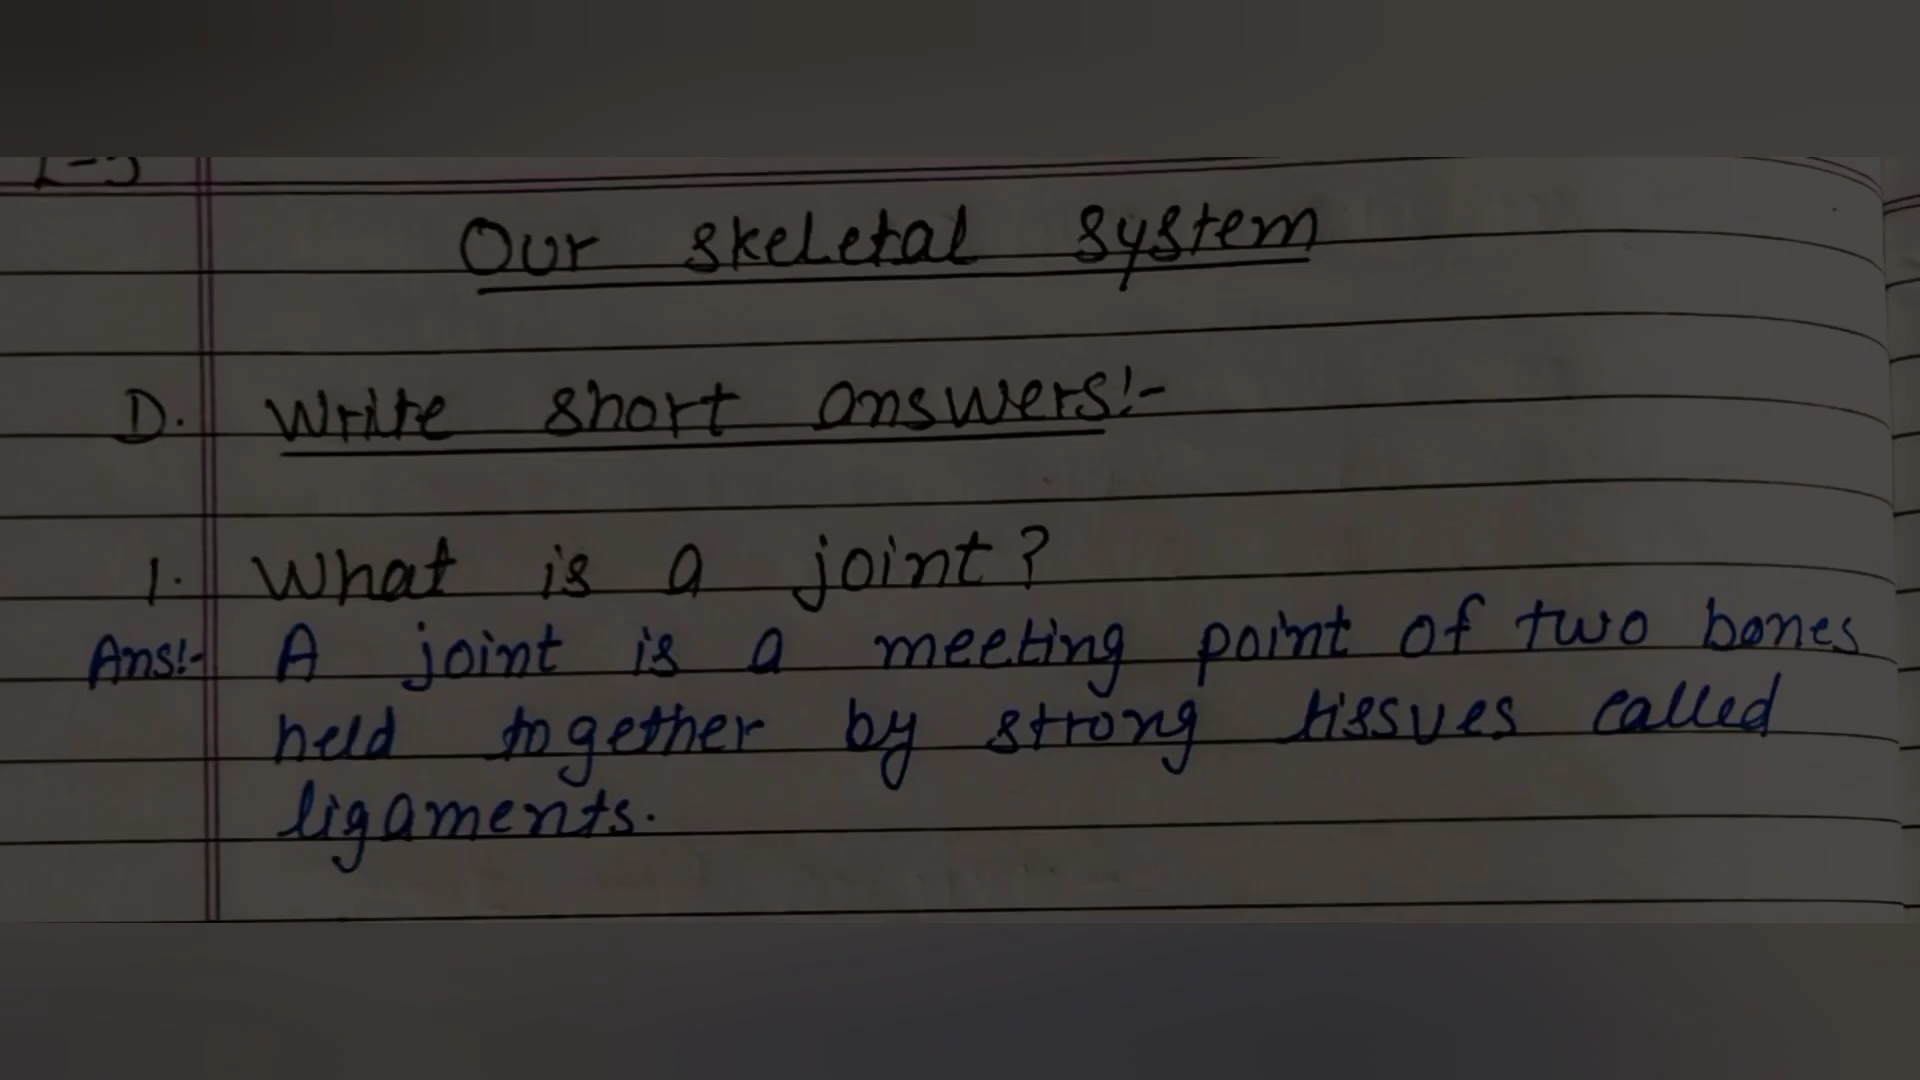 L-5
Our skeletal system
D. Write short answers:-
1. What is a joint?
Ans:- A joint is a meeting point of two bones
held together by strong tissues called
ligaments.